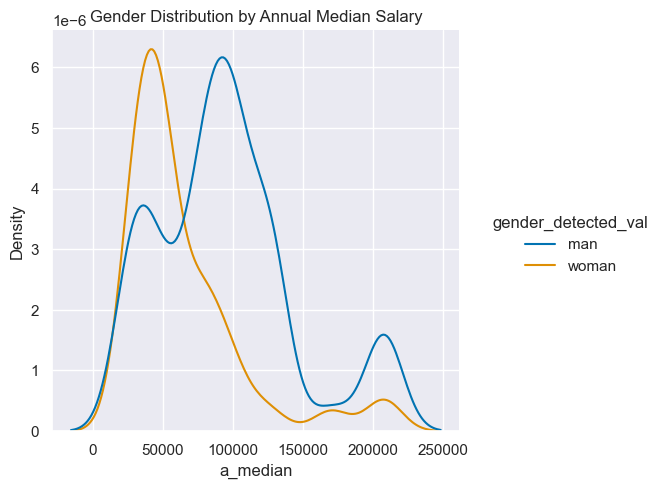 1e−6
Gender Distribution by Annual Median Salary
6
5
4
3
2
1
0
Density
0 50000 100000 150000 200000 250000
a_median
gender_detected_val
man
woman